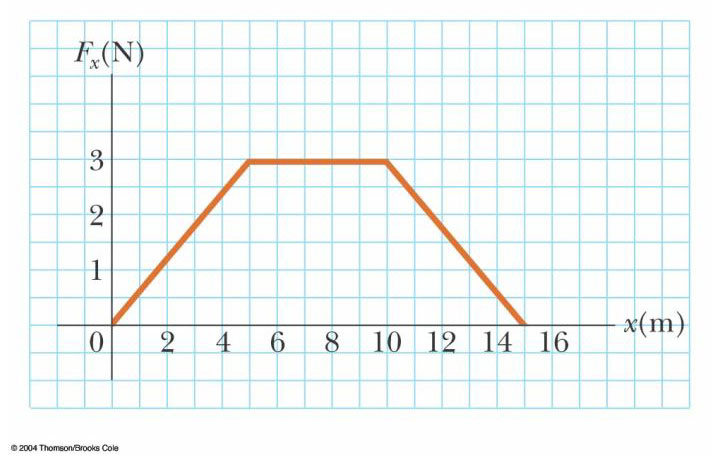 Fₓ(N)
3
2
1
0 2 4 6 8 10 12 14 16 x(m)
© 2004 Thomson/Brooks Cole